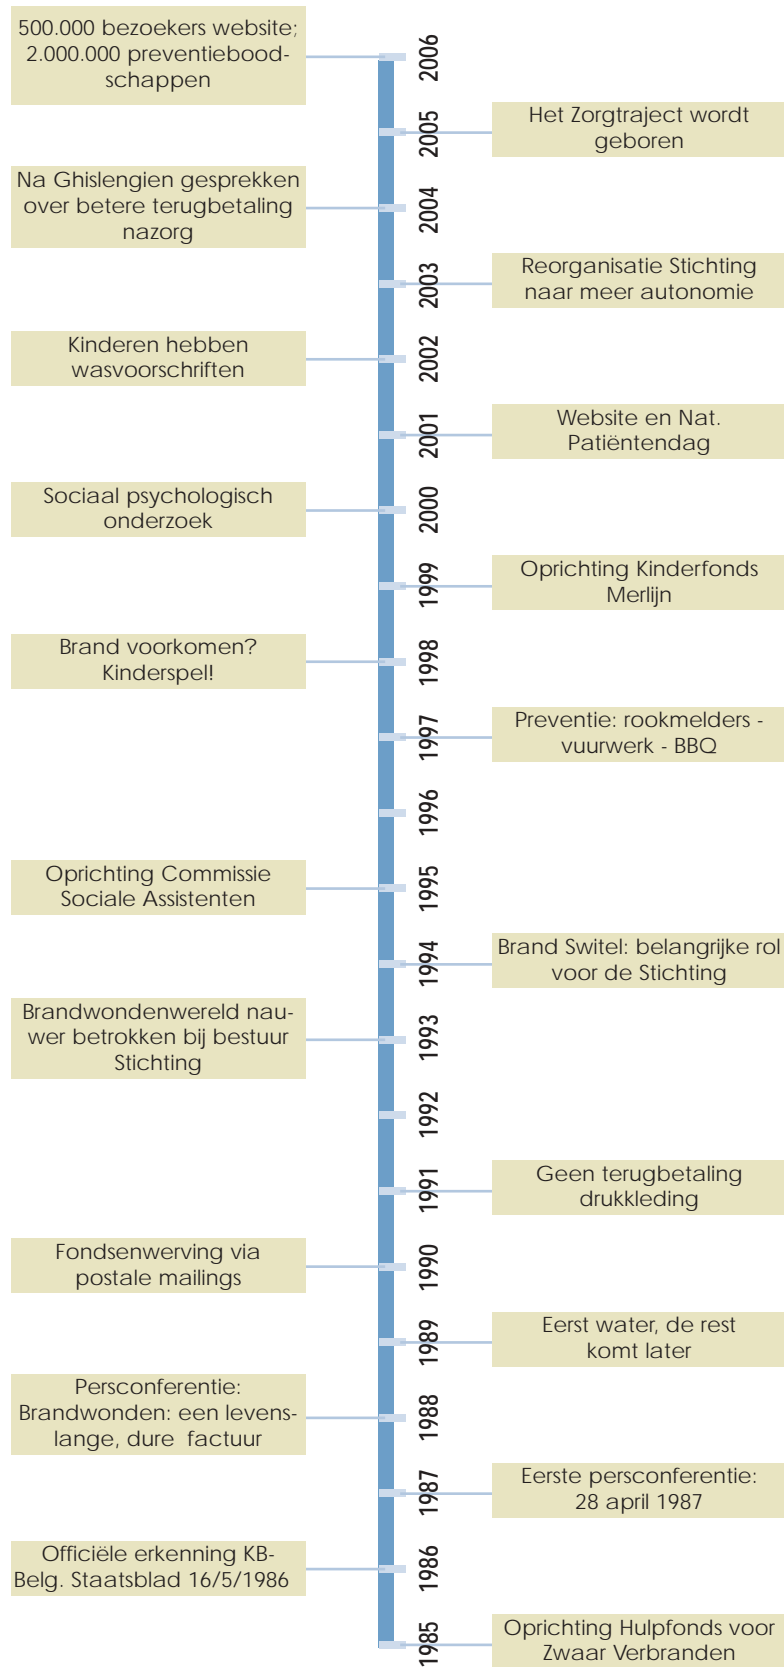 500.000 bezoekers website;
2.000.000 preventiebood-
schappen
2006
2005
Het Zorgtraject wordt
geboren
Na Ghislengien gesprekken
over betere terugbetaling
nazorg
2004
2003
Reorganisatie Stichting
naar meer autonomie
Kinderen hebben
wasvoorschriften
2002
2001
Website en Nat.
Patiëntendag
Sociaal psychologisch
onderzoek
2000
1999
Oprichting Kinderfonds
Merlijn
Brand voorkomen?
Kinderspel!
1998
1997
Preventie: rookmelders -
vuurwerk - BBQ
1996
Oprichting Commissie
Sociale Assistenten
1995
1994
Brand Switel: belangrijke rol
voor de Stichting
Brandwondenwereld nau-
wer betrokken bij bestuur
Stichting
1993
1992
1991
Geen terugbetaling
drukkleding
Fondsenwerving via
postale mailings
1990
1989
Eerst water, de rest
komt later
Persconferentie:
Brandwonden: een levens-
lange, dure factuur
1988
1987
Eerste persconferentie:
28 april 1987
Officiële erkenning KB-
Belg. Staatsblad 16/5/1986
1986
1985
Oprichting Hulpfonds voor
Zwaar Verbranden